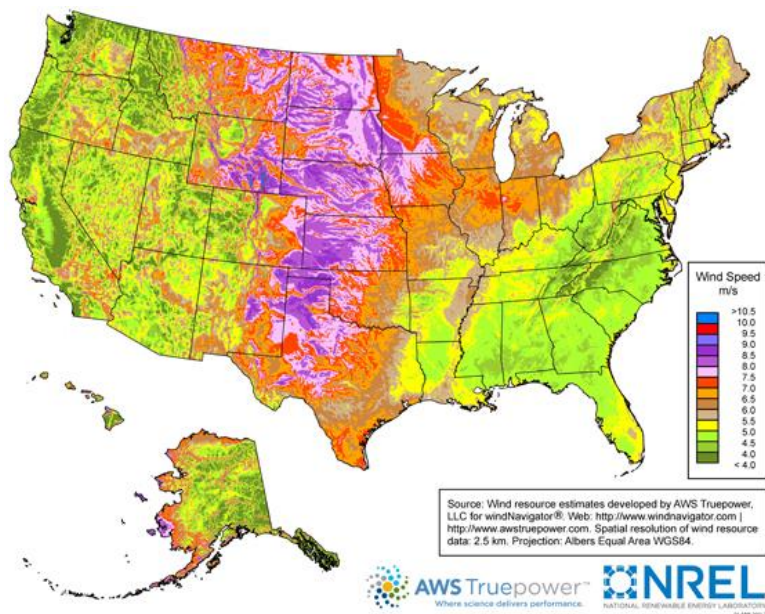 Wind Speed
m/s
>10.5
10.0
9.5
9.0
8.5
8.0
7.5
7.0
6.5
6.0
5.5
5.0
4.5
4.0
< 4.0
Source: Wind resource estimates developed by AWS Truepower,
LLC for windNavigator®. Web: http://www.windnavigator.com |
http://www.awstruepower.com. Spatial resolution of wind resource
data: 2.5 km. Projection: Albers Equal Area WGS84.
AWS Truepower™
Where science delivers performance.
NREL
NATIONAL RENEWABLE ENERGY LABORATORY